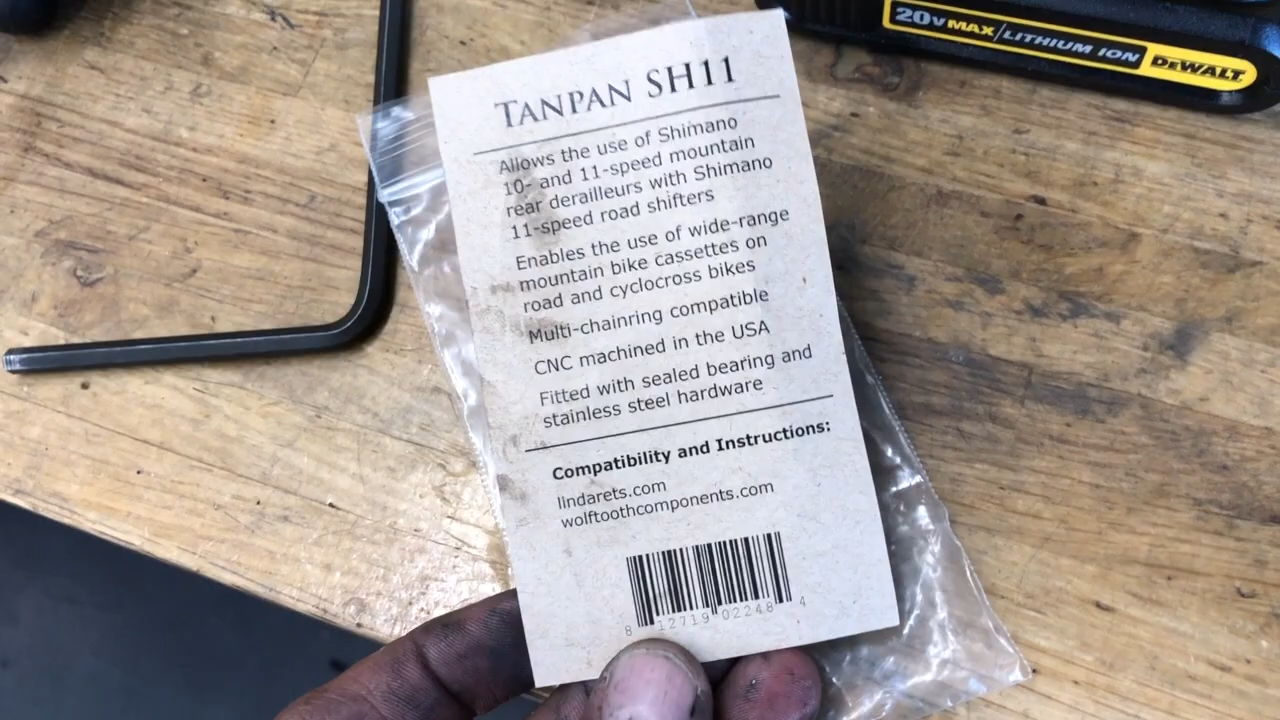 20V MAX/LITHIUM ION DEWALT
TANPAN SH11
Allows the use of Shimano
10- and 11-speed mountain
rear derailleurs with Shimano
11-speed road shifters
Enables the use of wide-range
mountain bike cassettes on
road and cyclocross bikes
Multi-chainring compatible
CNC machined in the USA
Fitted with sealed bearing and
stainless steel hardware
Compatibility and Instructions:
lindarets.com
wolftoothcomponents.com
8 12719 02248 4